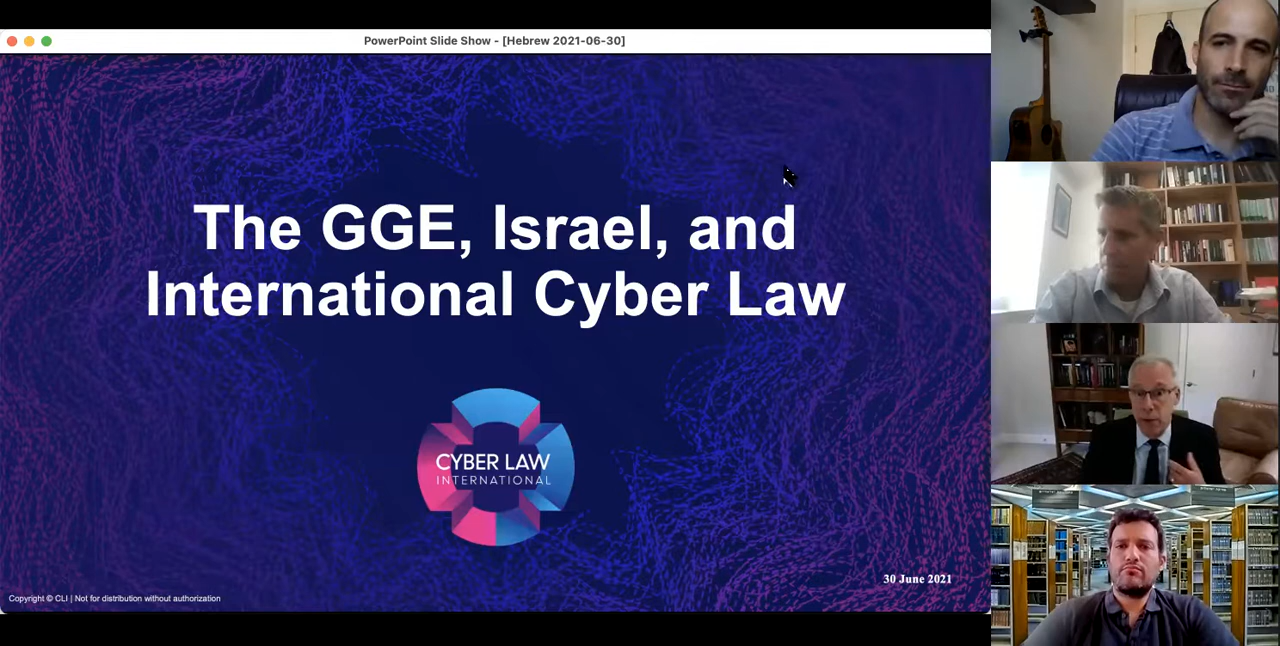 PowerPoint Slide Show - [Hebrew 2021-06-30]
The GGE, Israel, and
International Cyber Law
CYBER LAW
INTERNATIONAL
30 June 2021
Copyright © CLI | Not for distribution without authorization